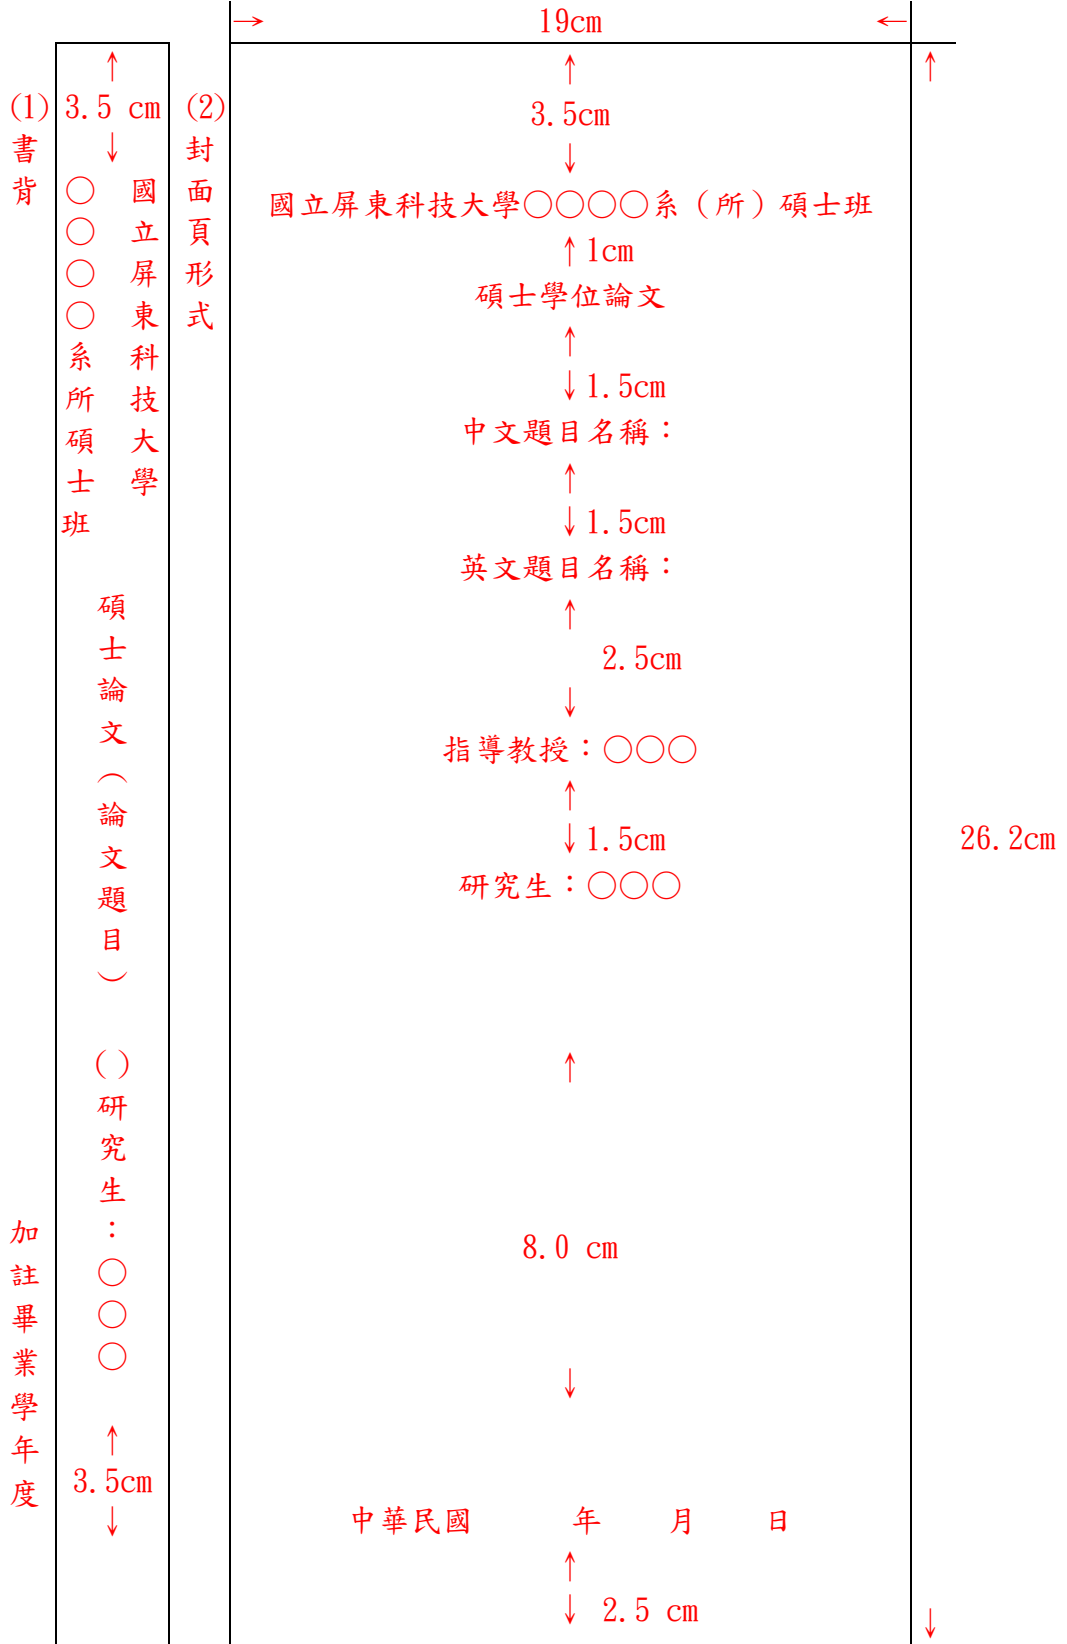 (1)書背
3.5 cm
國立屏東科技大學
○○○○系所碩士班
碩士論文（論文題目）
( )研究生：○○○
3.5cm
加註畢業學年度
(2)封面頁形式
→ 19cm ←
↑
3.5cm
↓
國立屏東科技大學○○○○系（所）碩士班
↑1cm
碩士學位論文
↑
↓1.5cm
中文題目名稱：
↑
↓1.5cm
英文題目名稱：
↑
2.5cm
↓
指導教授：○○○
↑
↓1.5cm
研究生：○○○
↑
8.0 cm
↓
中華民國 年 月 日
↑
↓ 2.5 cm
↑
26.2cm
↓